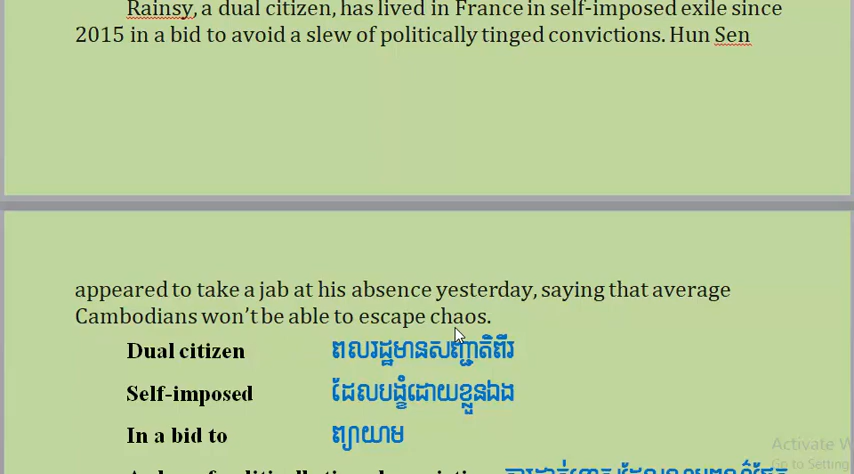 Rainsy, a dual citizen, has lived in France in self-imposed exile since
2015 in a bid to avoid a slew of politically tinged convictions. Hun Sen
appeared to take a jab at his absence yesterday, saying that average
Cambodians won't be able to escape chaos.
Dual citizen ពលរដ្ឋមានសញ្ជាតិពីរ
Self-imposed ដែលបង្ខំដោយខ្លួនឯង
In a bid to ព្យាយាម
Activate W
Go to Setting